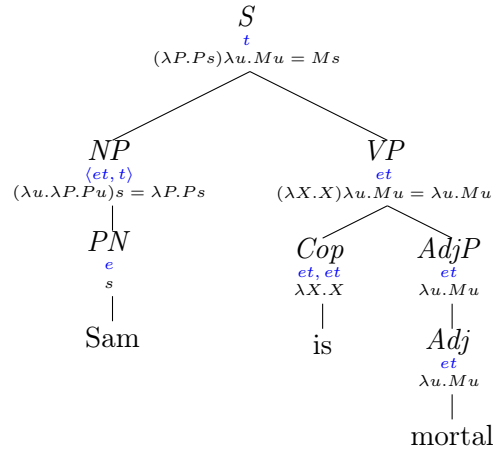 S
t
(λP.Ps)λu.Mu = Ms
NP VP
⟨et, t⟩ et
(λu.λP.Pu)s = λP.Ps (λX.X)λu.Mu = λu.Mu
PN Cop AdjP
e et, et et
s λX.X λu.Mu
Sam is Adj
et
λu.Mu
mortal